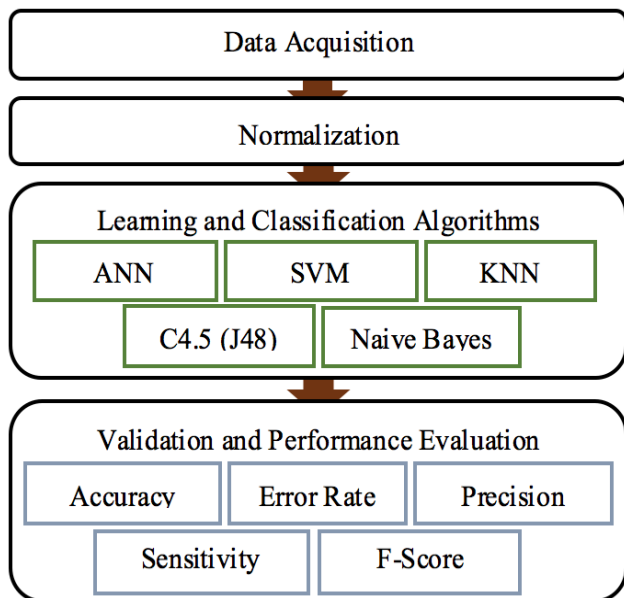 Data Acquisition
Normalization
Learning and Classification Algorithms
ANN SVM KNN
C4.5 (J48) Naive Bayes
Validation and Performance Evaluation
Accuracy Error Rate Precision
Sensitivity F-Score